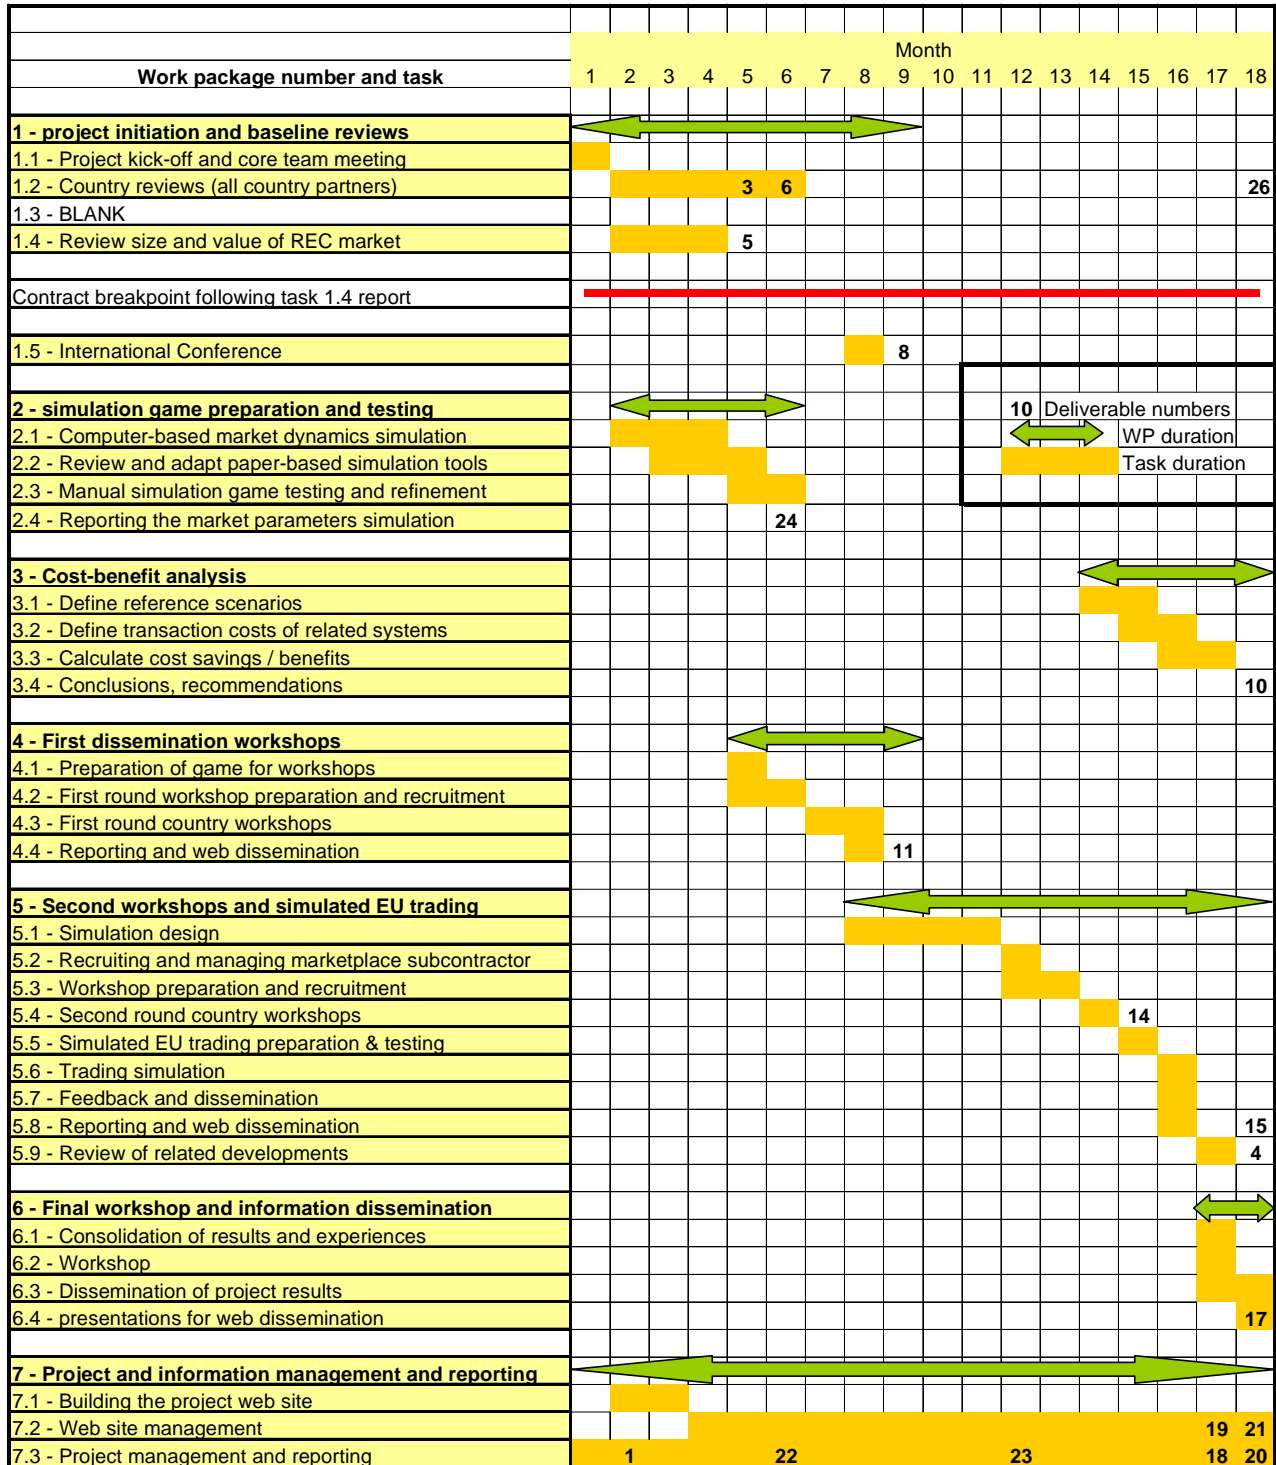 Month
Work package number and task 1 2 3 4 5 6 7 8 9 10 11 12 13 14 15 16 17 18
1 - project initiation and baseline reviews
1.1 - Project kick-off and core team meeting
1.2 - Country reviews (all country partners) 3 6 26
1.3 - BLANK
1.4 - Review size and value of REC market 5
Contract breakpoint following task 1.4 report
1.5 - International Conference 8
2 - simulation game preparation and testing 10 Deliverable numbers
2.1 - Computer-based market dynamics simulation WP duration
2.2 - Review and adapt paper-based simulation tools Task duration
2.3 - Manual simulation game testing and refinement
2.4 - Reporting the market parameters simulation 24
3 - Cost-benefit analysis
3.1 - Define reference scenarios
3.2 - Define transaction costs of related systems
3.3 - Calculate cost savings / benefits
3.4 - Conclusions, recommendations 10
4 - First dissemination workshops
4.1 - Preparation of game for workshops
4.2 - First round workshop preparation and recruitment
4.3 - First round country workshops
4.4 - Reporting and web dissemination 11
5 - Second workshops and simulated EU trading
5.1 - Simulation design
5.2 - Recruiting and managing marketplace subcontractor
5.3 - Workshop preparation and recruitment
5.4 - Second round country workshops 14
5.5 - Simulated EU trading preparation & testing
5.6 - Trading simulation
5.7 - Feedback and dissemination
5.8 - Reporting and web dissemination 15
5.9 - Review of related developments 4
6 - Final workshop and information dissemination
6.1 - Consolidation of results and experiences
6.2 - Workshop
6.3 - Dissemination of project results
6.4 - presentations for web dissemination 17
7 - Project and information management and reporting
7.1 - Building the project web site
7.2 - Web site management 19 21
7.3 - Project management and reporting 1 22 23 18 20